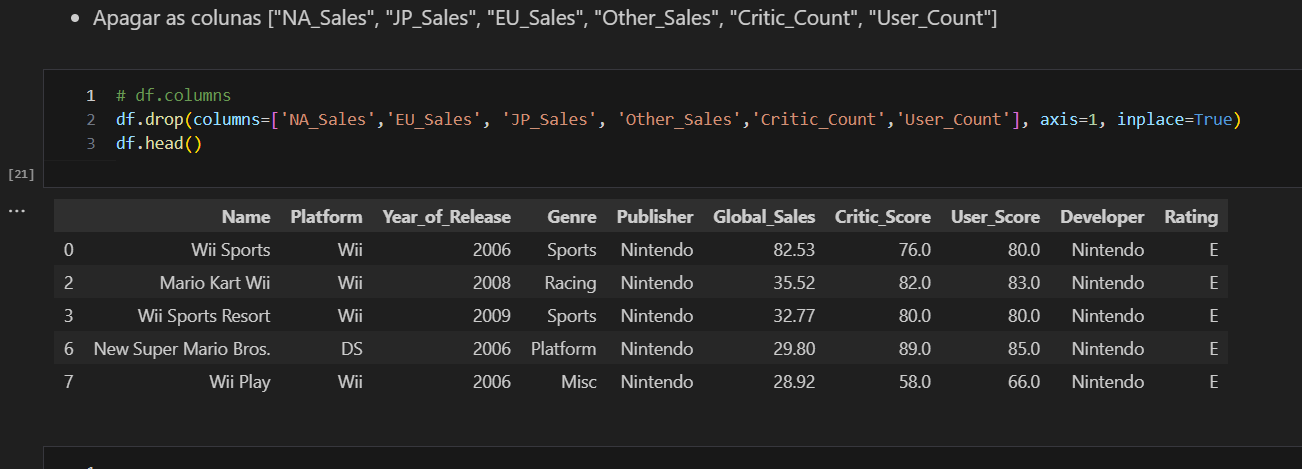 • Apagar as colunas ["NA_Sales", "JP_Sales", "EU_Sales", "Other_Sales", "Critic_Count", "User_Count"]
1 # df.columns
2 df.drop(columns=['NA_Sales','EU_Sales', 'JP_Sales', 'Other_Sales','Critic_Count','User_Count'], axis=1, inplace=True)
3 df.head()
[21]
...
Name Platform Year_of_Release Genre Publisher Global_Sales Critic_Score User_Score Developer Rating
0 Wii Sports Wii 2006 Sports Nintendo 82.53 76.0 80.0 Nintendo E
2 Mario Kart Wii Wii 2008 Racing Nintendo 35.52 82.0 83.0 Nintendo E
3 Wii Sports Resort Wii 2009 Sports Nintendo 32.77 80.0 80.0 Nintendo E
6 New Super Mario Bros. DS 2006 Platform Nintendo 29.80 89.0 85.0 Nintendo E
7 Wii Play Wii 2006 Misc Nintendo 28.92 58.0 66.0 Nintendo E